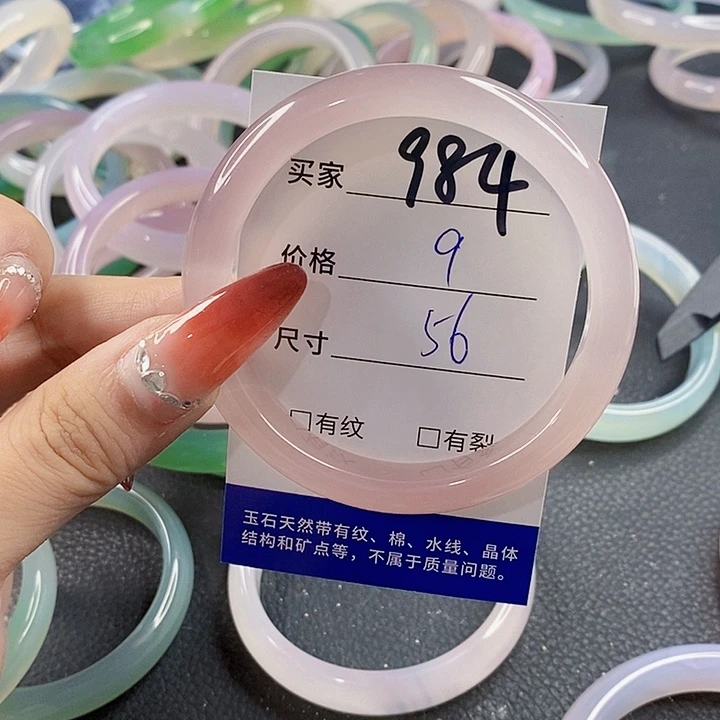 买家 984
价格 9
尺寸 56
□有纹 □有裂
玉石天然带有纹、棉、水线、晶体
结构和矿点等，不属于质量问题。